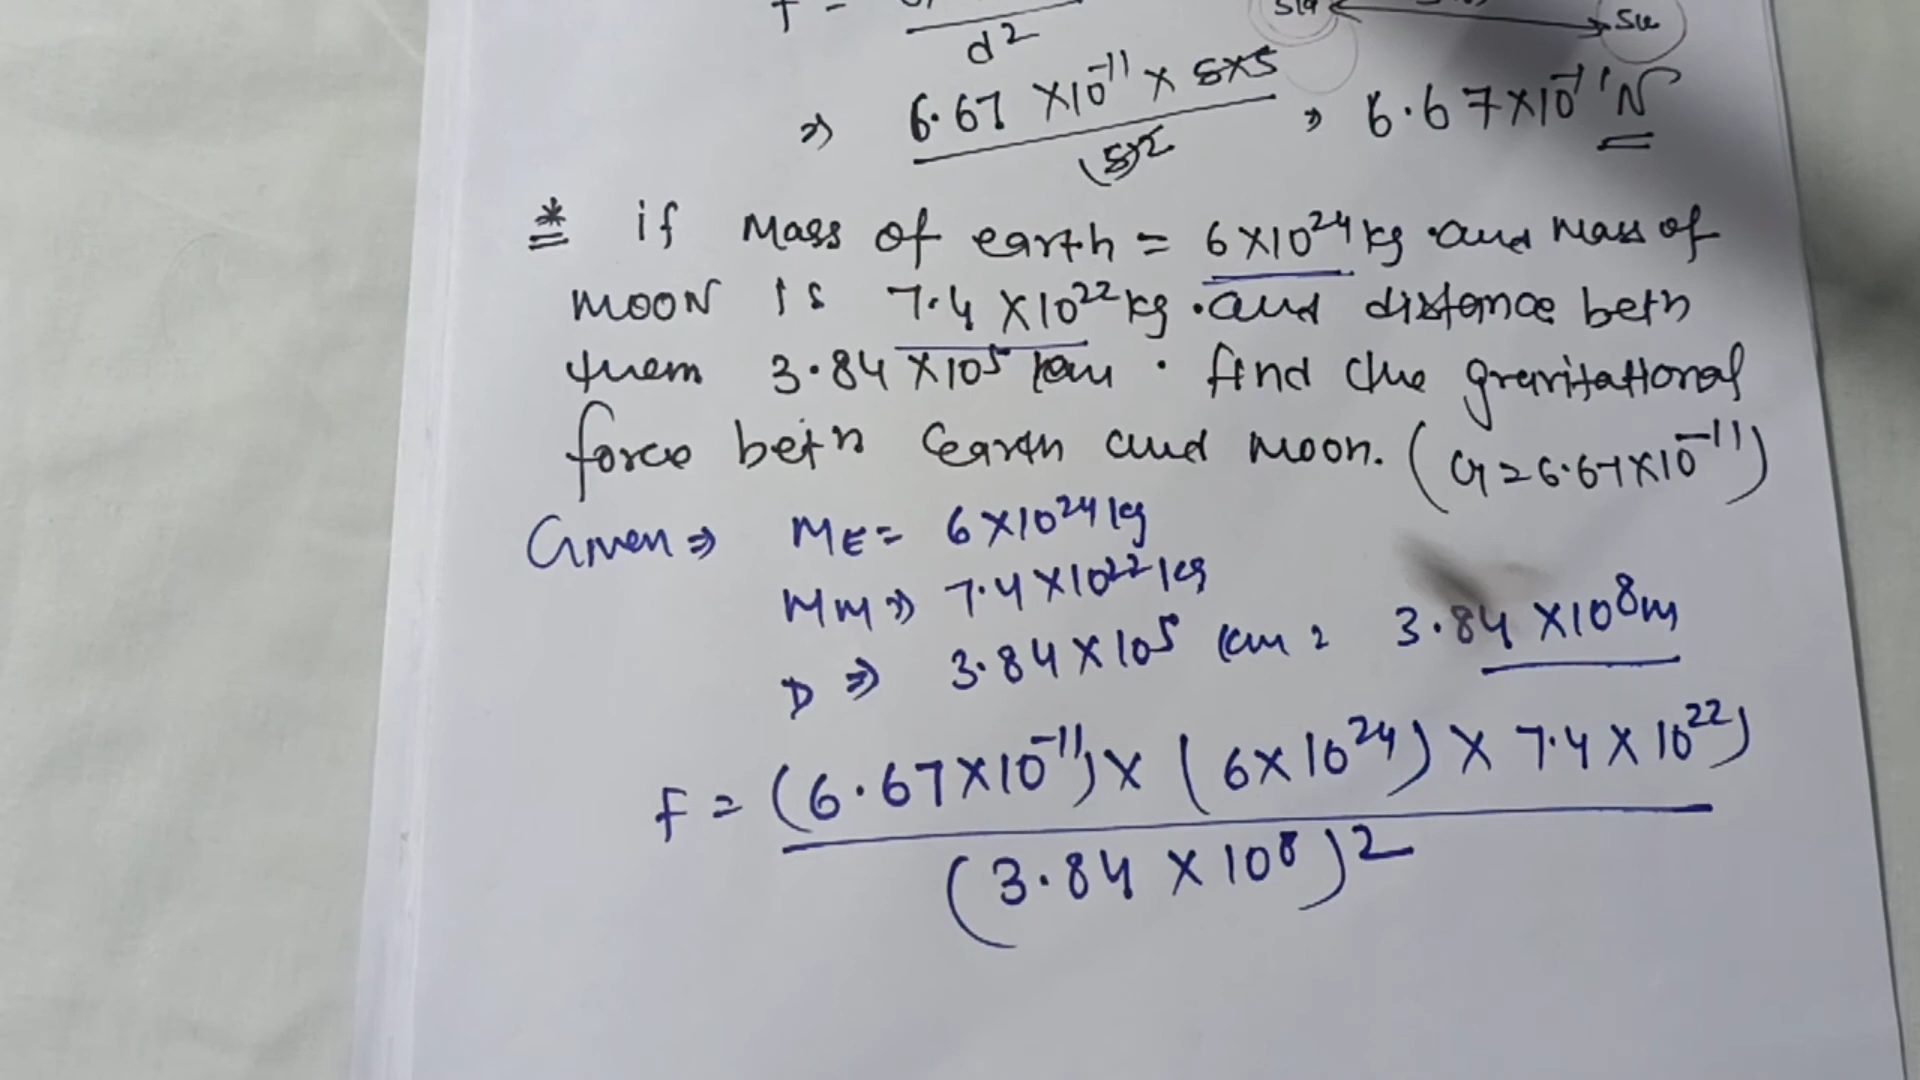 d²
5u
⇒ 6.67 ×10⁻¹¹ × 5×5 ⇒ 6.67×10⁻¹¹ N
(5)²
* if Mass of earth = 6×10²⁴ kg . and Mass of
MOON is 7.4 ×10²² kg . and distance betn
them 3.84 ×10⁵ km . find the gravitational
force betn earth and moon. (G = 6.67×10⁻¹¹)
Given ⇒ ME = 6×10²⁴ kg
MM ⇒ 7.4×10²² kg
D ⇒ 3.84×10⁵ km = 3.84 ×10⁸ m
F = (6.67×10⁻¹¹) × (6×10²⁴) × 7.4×10²²)
(3.84 ×10⁸)²